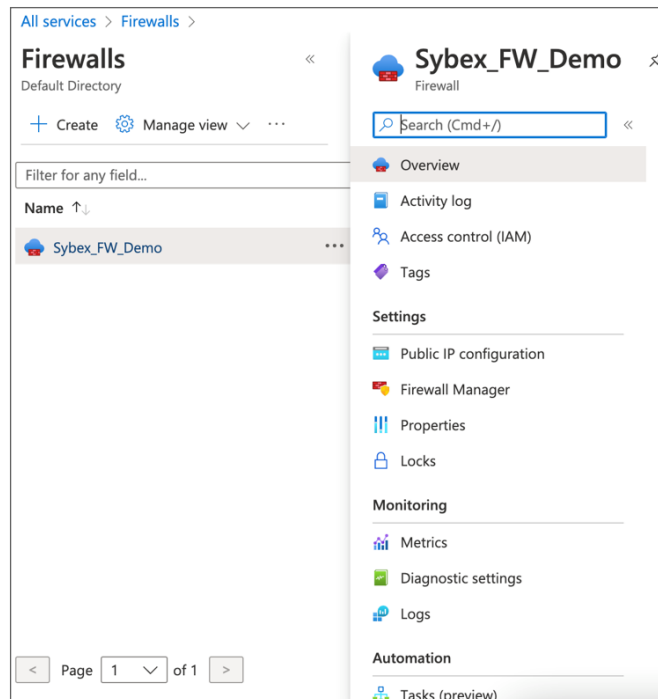 All services > Firewalls >
Firewalls
Default Directory
Create Manage view ...
Filter for any field...
Name
Sybex_FW_Demo ...
< Page 1 of 1 >
Sybex_FW_Demo
Firewall
Search (Cmd+/)
Overview
Activity log
Access control (IAM)
Tags
Settings
Public IP configuration
Firewall Manager
Properties
Locks
Monitoring
Metrics
Diagnostic settings
Logs
Automation
Tasks (preview)